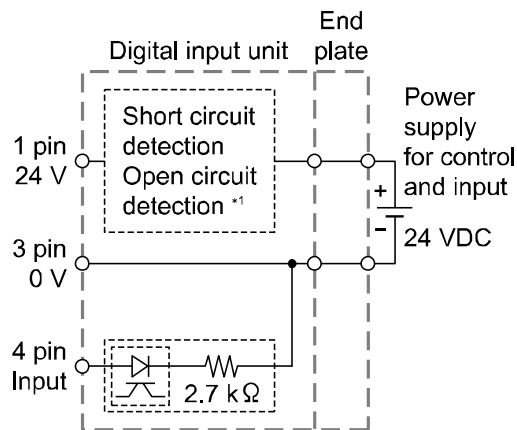 Digital input unit
End
plate
Short circuit
detection
Open circuit
detection *1
1 pin
24 V
Power
supply
for control
and input
+
−
24 VDC
3 pin
0 V
4 pin
Input
2.7 kΩ